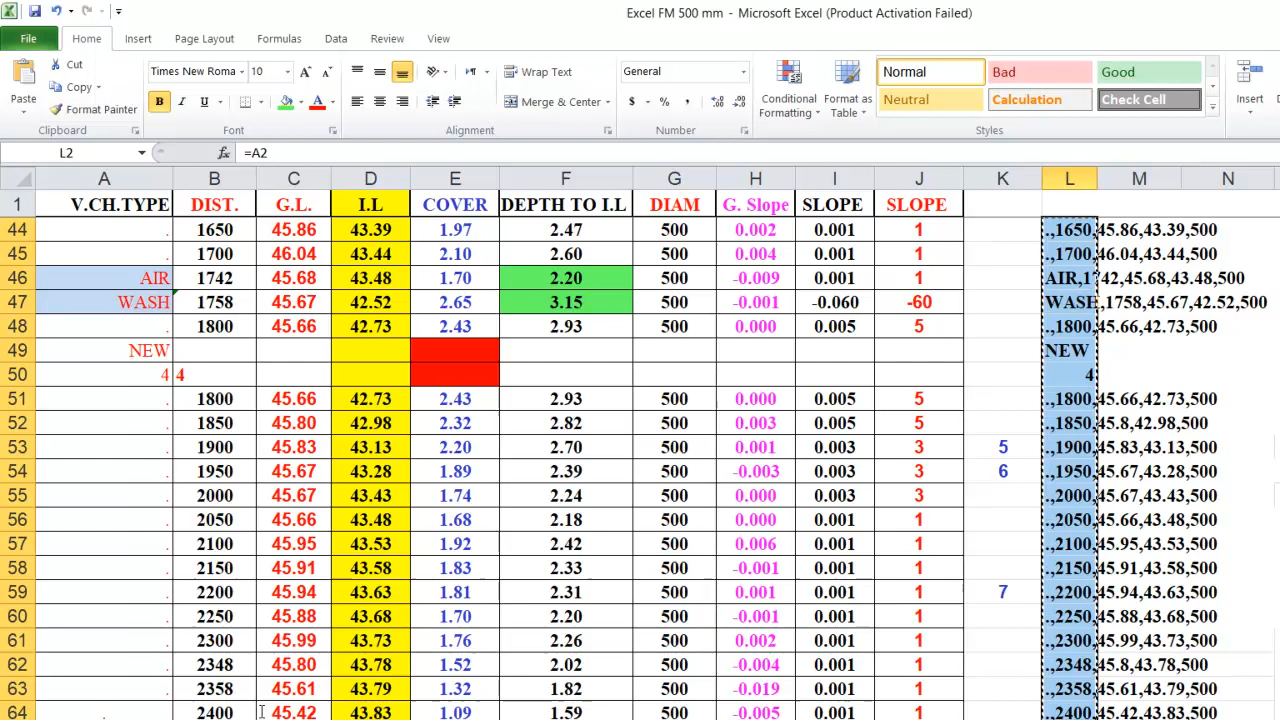 Excel FM 500 mm - Microsoft Excel (Product Activation Failed)
File Home Insert Page Layout Formulas Data Review View
Paste
Cut
Copy
Format Painter
Clipboard
Times New Roma 10
B I U
Font
Wrap Text
Merge & Center
Alignment
General
$ % ,
Number
Conditional Formatting
Format as Table
Normal Bad Good
Neutral Calculation Check Cell
Styles
Insert
L2 fx =A2
A B C D E F G H I J K L M N
1 V.CH.TYPE DIST. G.L. I.L COVER DEPTH TO I.L DIAM G. Slope SLOPE SLOPE
44 . 1650 45.86 43.39 1.97 2.47 500 0.002 0.001 1 .,1650,45.86,43.39,500
45 . 1700 46.04 43.44 2.10 2.60 500 0.004 0.001 1 .,1700,46.04,43.44,500
46 AIR 1742 45.68 43.48 1.70 2.20 500 -0.009 0.001 1 AIR,1742,45.68,43.48,500
47 WASH 1758 45.67 42.52 2.65 3.15 500 -0.001 -0.060 -60 WASH,1758,45.67,42.52,500
48 . 1800 45.66 42.73 2.43 2.93 500 0.000 0.005 5 .,1800,45.66,42.73,500
49 NEW NEW
50 4 4 4
51 . 1800 45.66 42.73 2.43 2.93 500 0.000 0.005 5 .,1800,45.66,42.73,500
52 . 1850 45.80 42.98 2.32 2.82 500 0.003 0.005 5 .,1850,45.8,42.98,500
53 . 1900 45.83 43.13 2.20 2.70 500 0.001 0.003 3 5 .,1900,45.83,43.13,500
54 . 1950 45.67 43.28 1.89 2.39 500 -0.003 0.003 3 6 .,1950,45.67,43.28,500
55 . 2000 45.67 43.43 1.74 2.24 500 0.000 0.003 3 .,2000,45.67,43.43,500
56 . 2050 45.66 43.48 1.68 2.18 500 0.000 0.001 1 .,2050,45.66,43.48,500
57 . 2100 45.95 43.53 1.92 2.42 500 0.006 0.001 1 .,2100,45.95,43.53,500
58 . 2150 45.91 43.58 1.83 2.33 500 -0.001 0.001 1 .,2150,45.91,43.58,500
59 . 2200 45.94 43.63 1.81 2.31 500 0.001 0.001 1 7 .,2200,45.94,43.63,500
60 . 2250 45.88 43.68 1.70 2.20 500 -0.001 0.001 1 .,2250,45.88,43.68,500
61 . 2300 45.99 43.73 1.76 2.26 500 0.002 0.001 1 .,2300,45.99,43.73,500
62 . 2348 45.80 43.78 1.52 2.02 500 -0.004 0.001 1 .,2348,45.8,43.78,500
63 . 2358 45.61 43.79 1.32 1.82 500 -0.019 0.001 1 .,2358,45.61,43.79,500
64 . 2400 45.42 43.83 1.09 1.59 500 -0.005 0.001 1 .,2400,45.42,43.83,500